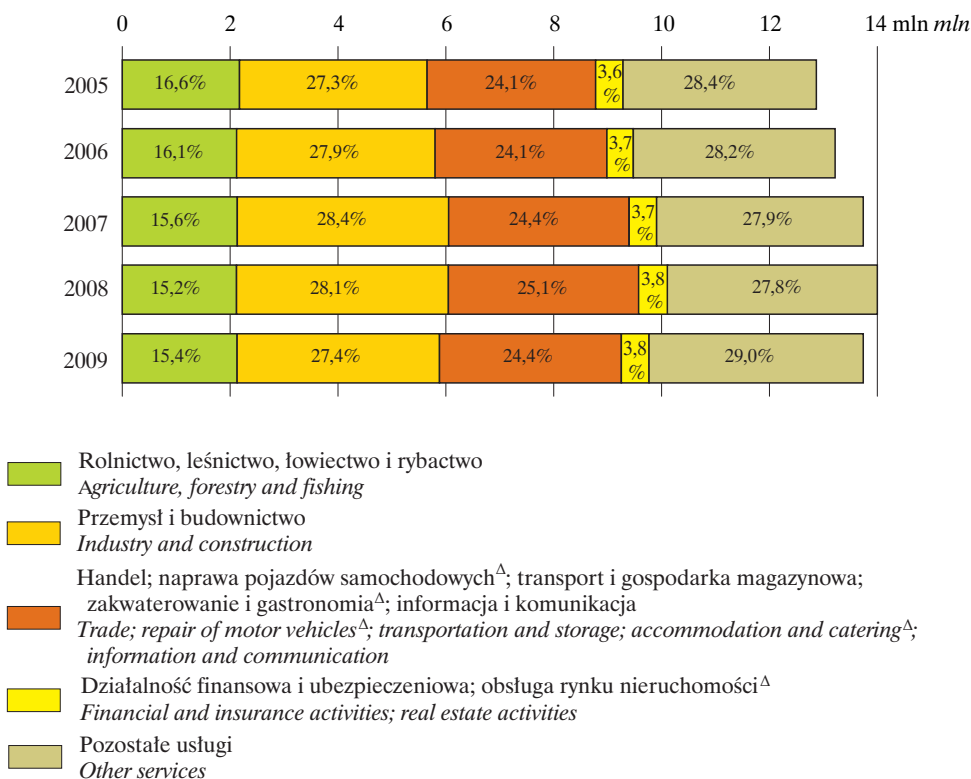 0 2 4 6 8 10 12 14 mln mln
2005 16,6% 27,3% 24,1% 3,6 % 28,4%
2006 16,1% 27,9% 24,1% 3,7 % 28,2%
2007 15,6% 28,4% 24,4% 3,7 % 27,9%
2008 15,2% 28,1% 25,1% 3,8 % 27,8%
2009 15,4% 27,4% 24,4% 3,8 % 29,0%
Rolnictwo, leśnictwo, łowiectwo i rybactwo
Agriculture, forestry and fishing
Przemysł i budownictwo
Industry and construction
Handel; naprawa pojazdów samochodowych^Δ; transport i gospodarka magazynowa;
zakwaterowanie i gastronomia^Δ; informacja i komunikacja
Trade; repair of motor vehicles^Δ; transportation and storage; accommodation and catering^Δ;
information and communication
Działalność finansowa i ubezpieczeniowa; obsługa rynku nieruchomości^Δ
Financial and insurance activities; real estate activities
Pozostałe usługi
Other services